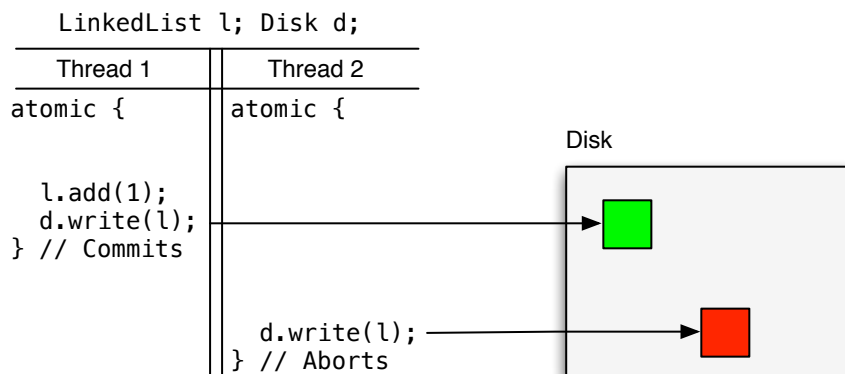 LinkedList l; Disk d;
Thread 1 Thread 2
atomic { atomic {
Disk
l.add(1);
d.write(l);
} // Commits
d.write(l);
} // Aborts